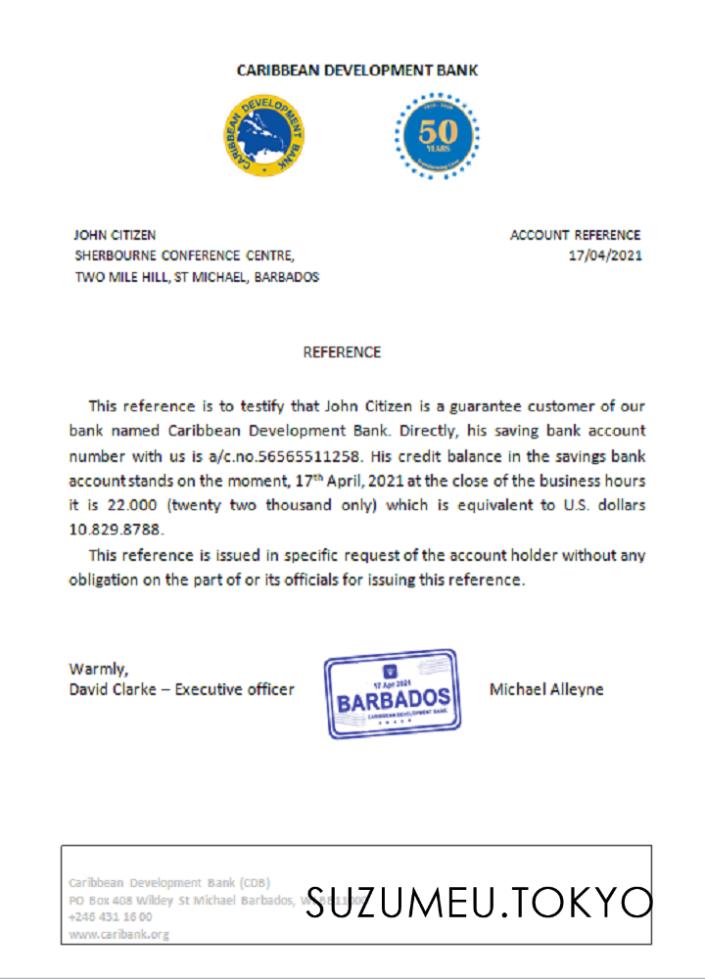 CARIBBEAN DEVELOPMENT BANK
CARIBBEAN DEVELOPMENT BANK
50
YEARS
JOHN CITIZEN
SHERBOURNE CONFERENCE CENTRE,
TWO MILE HILL, ST MICHAEL, BARBADOS
ACCOUNT REFERENCE
17/04/2021
REFERENCE
This reference is to testify that John Citizen is a guarantee customer of our
bank named Caribbean Development Bank. Directly, his saving bank account
number with us is a/c.no.56565511258. His credit balance in the savings bank
account stands on the moment, 17th April, 2021 at the close of the business hours
it is 22.000 (twenty two thousand only) which is equivalent to U.S. dollars
10.829.8788.
This reference is issued in specific request of the account holder without any
obligation on the part of or its officials for issuing this reference.
Warmly,
David Clarke – Executive officer
17 Apr 2021
BARBADOS
CARIBBEAN DEVELOPMENT BANK
Michael Alleyne
Caribbean Development Bank (CDB)
PO Box 408 Wildey St Michael Barbados,
+246 431 16 00
www.caribank.org
SUZUMEU.TOKYO